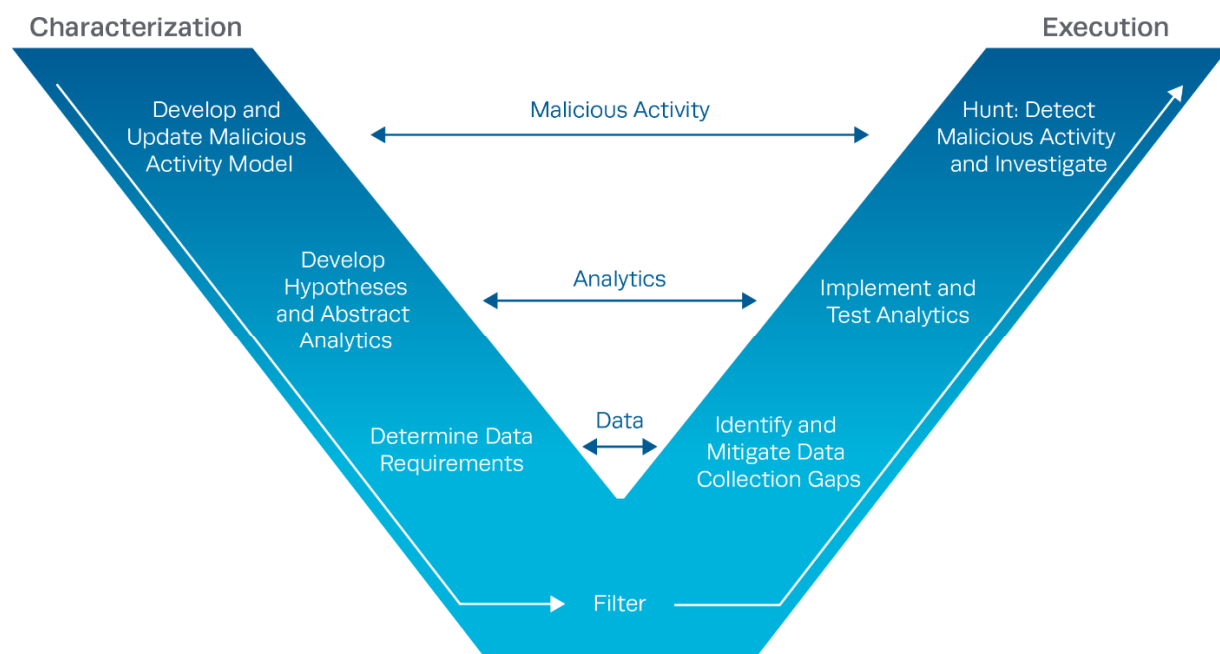 Characterization
Execution
Develop and
Update Malicious
Activity Model
Malicious Activity
Hunt: Detect
Malicious Activity
and Investigate
Develop
Hypotheses
and Abstract
Analytics
Analytics
Implement and
Test Analytics
Determine Data
Requirements
Data
Identify and
Mitigate Data
Collection Gaps
Filter